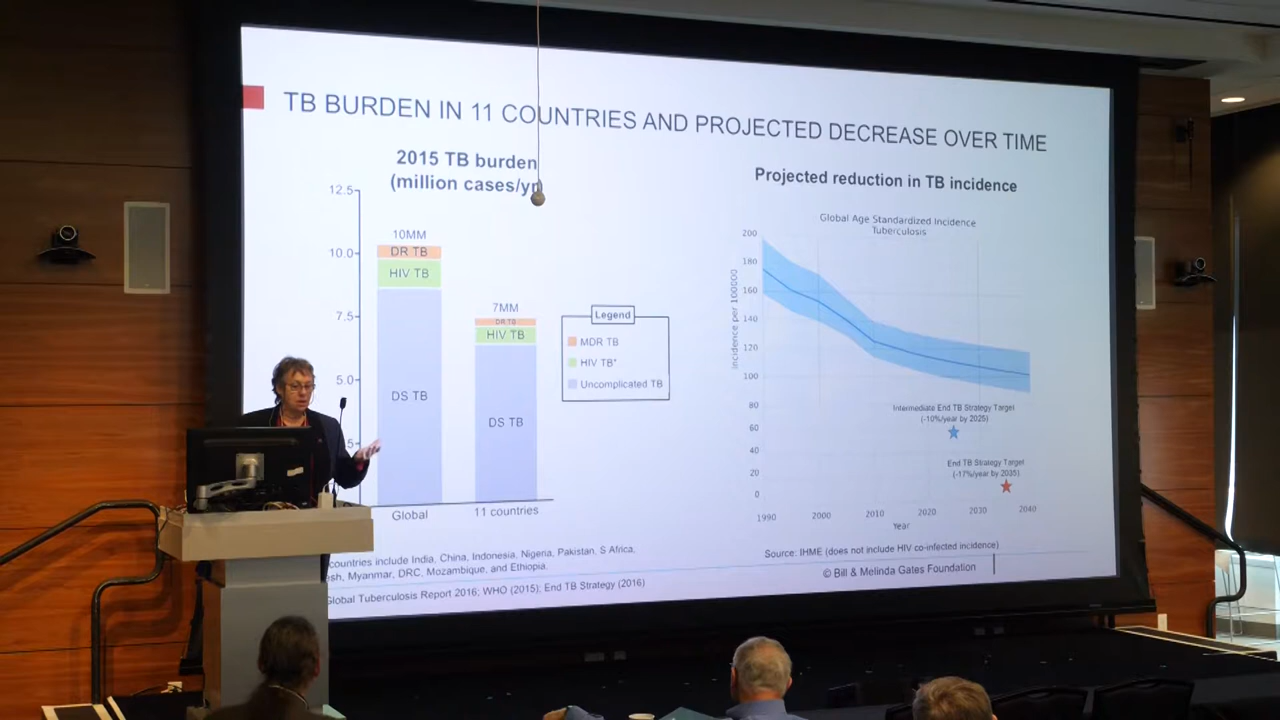 TB BURDEN IN 11 COUNTRIES AND PROJECTED DECREASE OVER TIME
2015 TB burden
(million cases/yr
12.5
10.0
7.5
5.0
10MM
DR TB
HIV TB
DS TB
Global
7MM
DR TB
HIV TB
DS TB
11 countries
Legend
MDR TB
HIV TB*
Uncomplicated TB
countries include India, China, Indonesia, Nigeria, Pakistan, S Africa,
Myanmar, DRC, Mozambique, and Ethiopia.
Global Tuberculosis Report 2016; WHO (2015); End TB Strategy (2016)
Projected reduction in TB incidence
Global Age Standardized Incidence
Tuberculosis
Incidence per 100000
200
180
160
140
120
100
80
60
40
20
0
Intermediate End TB Strategy Target
(-10%/year by 2025)
End TB Strategy Target
(-17%/year by 2035)
1990 2000 2010 2020 2030 2040
Year
Source: IHME (does not include HIV co-infected incidence)
© Bill & Melinda Gates Foundation